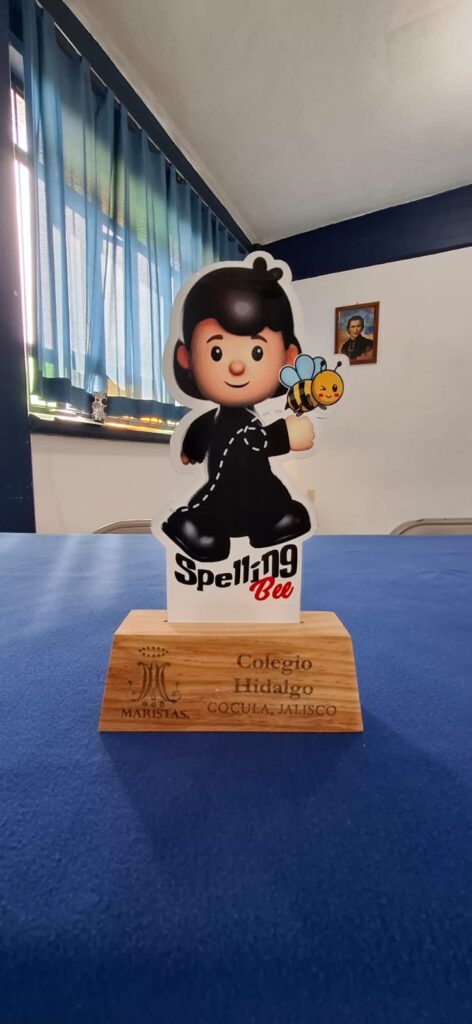 Spelling
Bee
MARISTAS.
Colegio
Hidalgo
COCULA, JALISCO